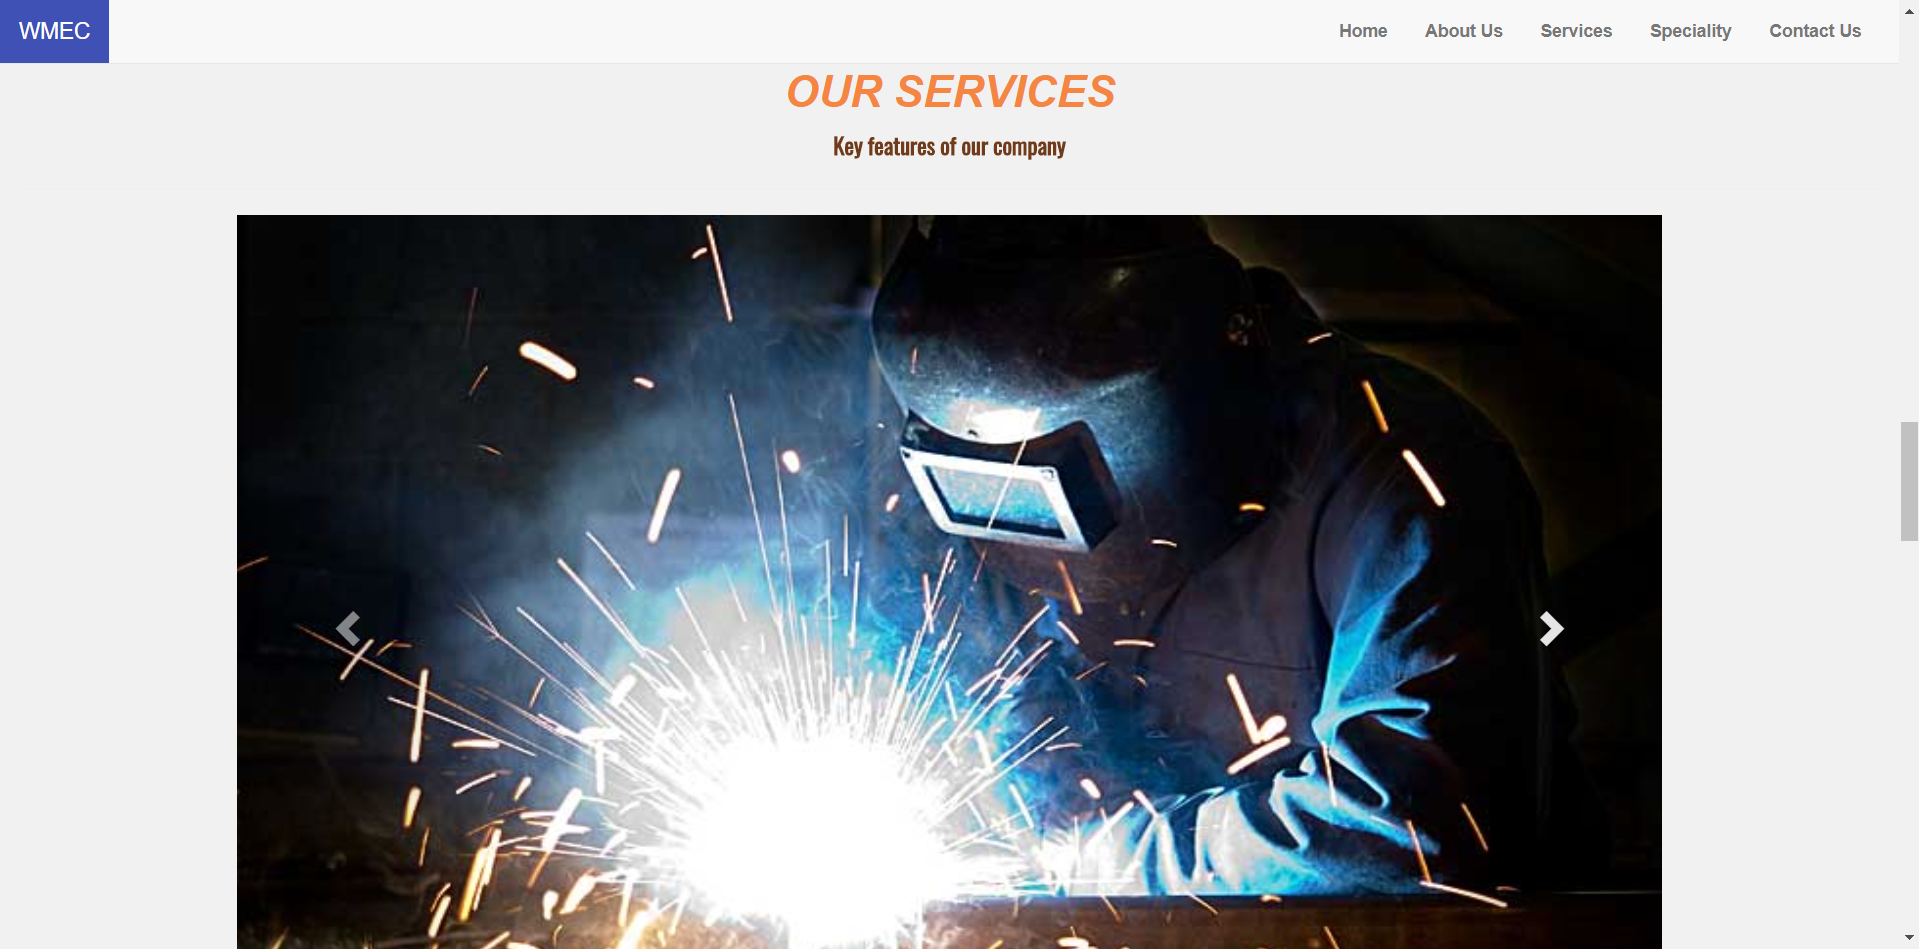 WMEC
Home About Us Services Speciality Contact Us
OUR SERVICES
Key features of our company